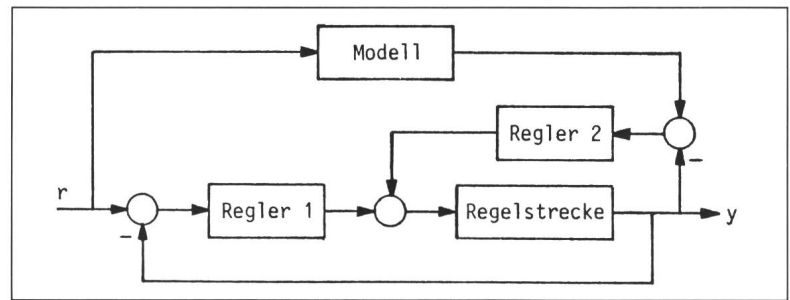 Modell
Regler 2
r
Regler 1
Regelstrecke
y
−
−